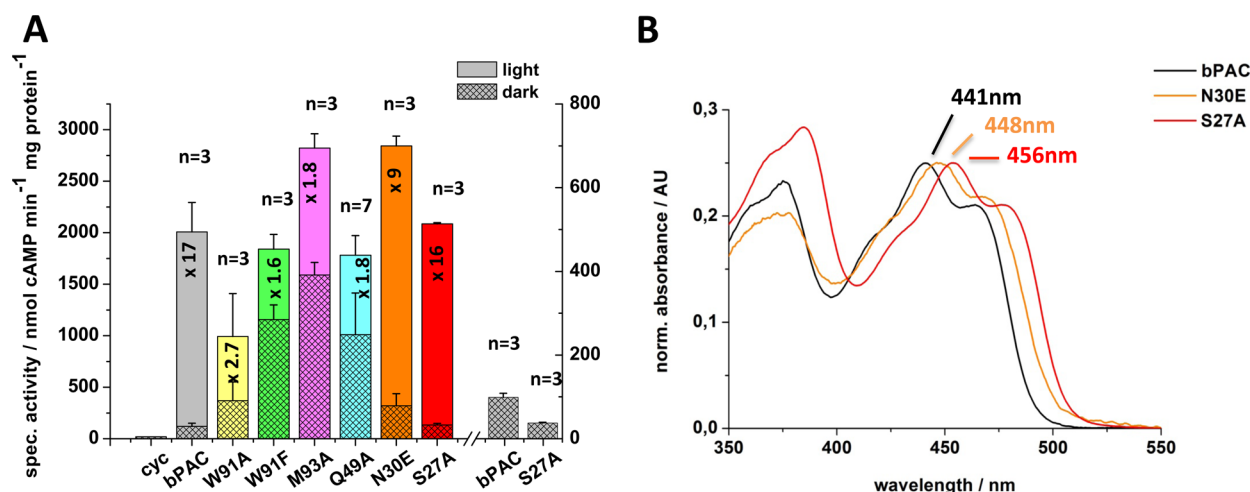 A
spec. activity / nmol cAMP min-1 mg protein-1
light
dark
3000
2500
2000
1500
1000
500
0
800
600
400
200
0
n=3
n=3
n=3
n=3
n=7
n=3
n=3
n=3
n=3
x 17
x 2.7
x 1.6
x 1.8
x 1.8
x 9
x 16
cyc
bPAC
W91A
W91F
M93A
Q49A
N30E
S27A
bPAC
S27A
B
norm. absorbance / AU
0,3
0,2
0,1
0,0
441nm
448nm
456nm
bPAC
N30E
S27A
350
400
450
500
550
wavelength / nm